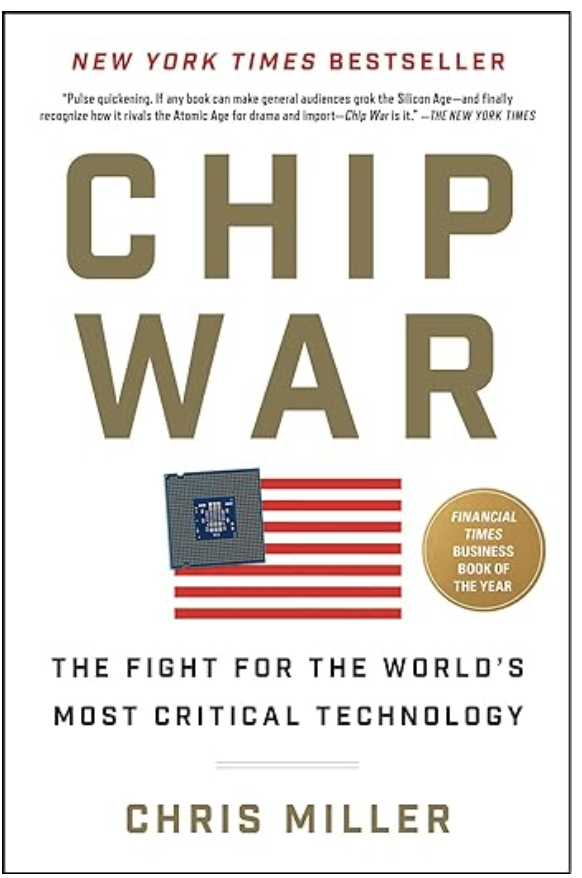 NEW YORK TIMES BESTSELLER
"Pulse quickening. If any book can make general audiences grok the Silicon Age—and finally
recognize how it rivals the Atomic Age for drama and import—Chip War is it." —THE NEW YORK TIMES
CHIP
WAR
FINANCIAL
TIMES
BUSINESS
BOOK OF
THE YEAR
THE FIGHT FOR THE WORLD'S
MOST CRITICAL TECHNOLOGY
CHRIS MILLER